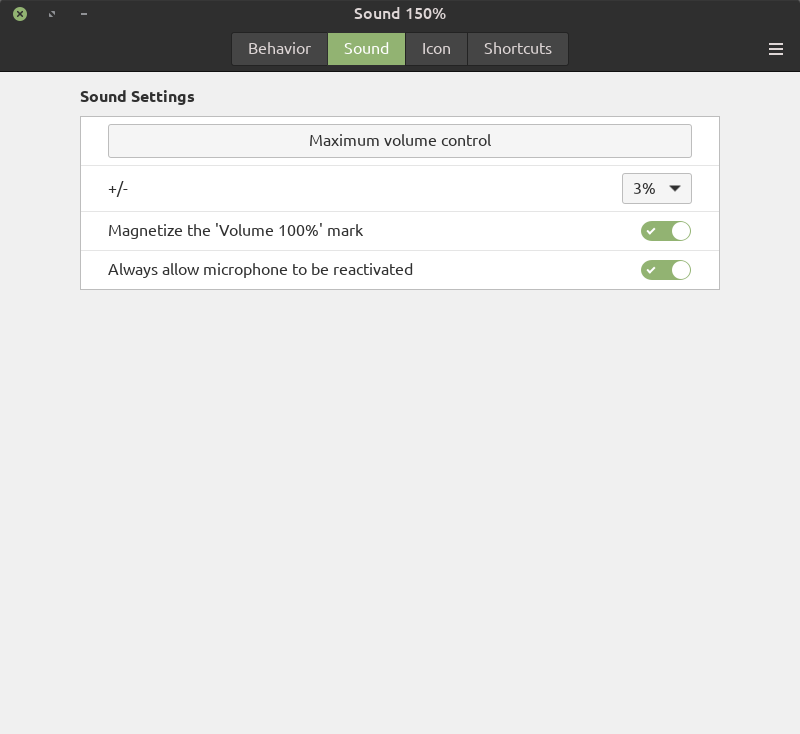 Sound 150%
Behavior
Sound
Icon
Shortcuts
Sound Settings
Maximum volume control
+/-
3%
Magnetize the 'Volume 100%' mark
Always allow microphone to be reactivated